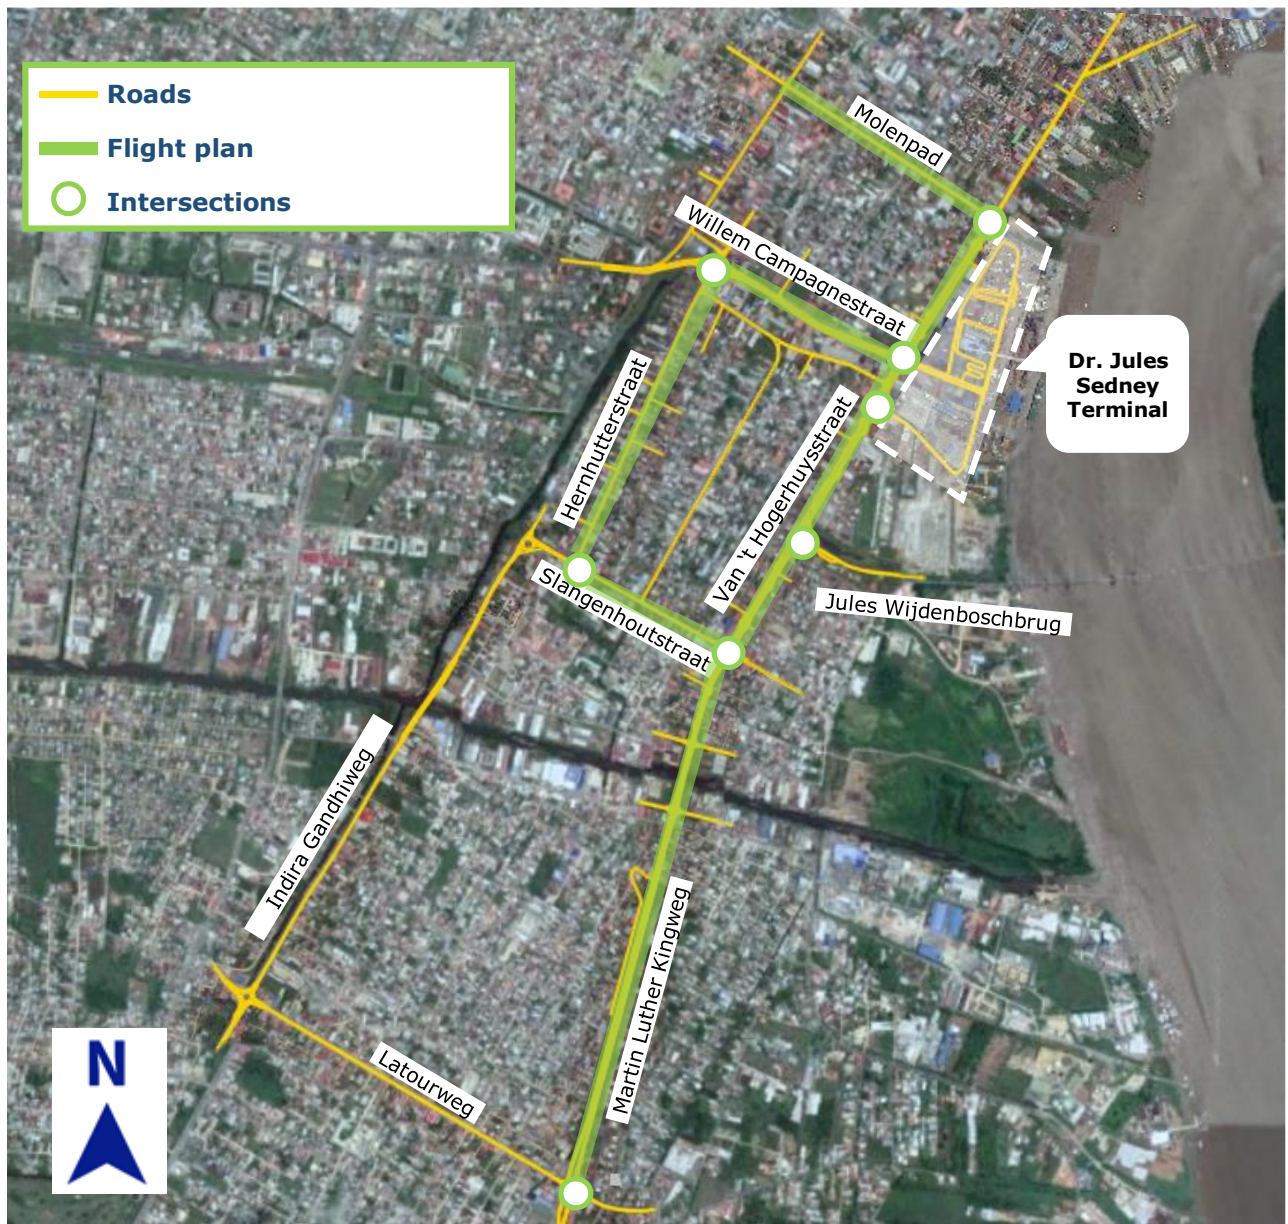 Roads
Flight plan
Intersections
Molenpad
Willem Campagnestraat
Dr. Jules
Sedney
Terminal
Hernhutterstraat
Van ‘t Hogerhuysstraat
Slangenhoutstraat
Jules Wijdenboschbrug
Indira Gandhiweg
Martin Luther Kingweg
Latourweg
N